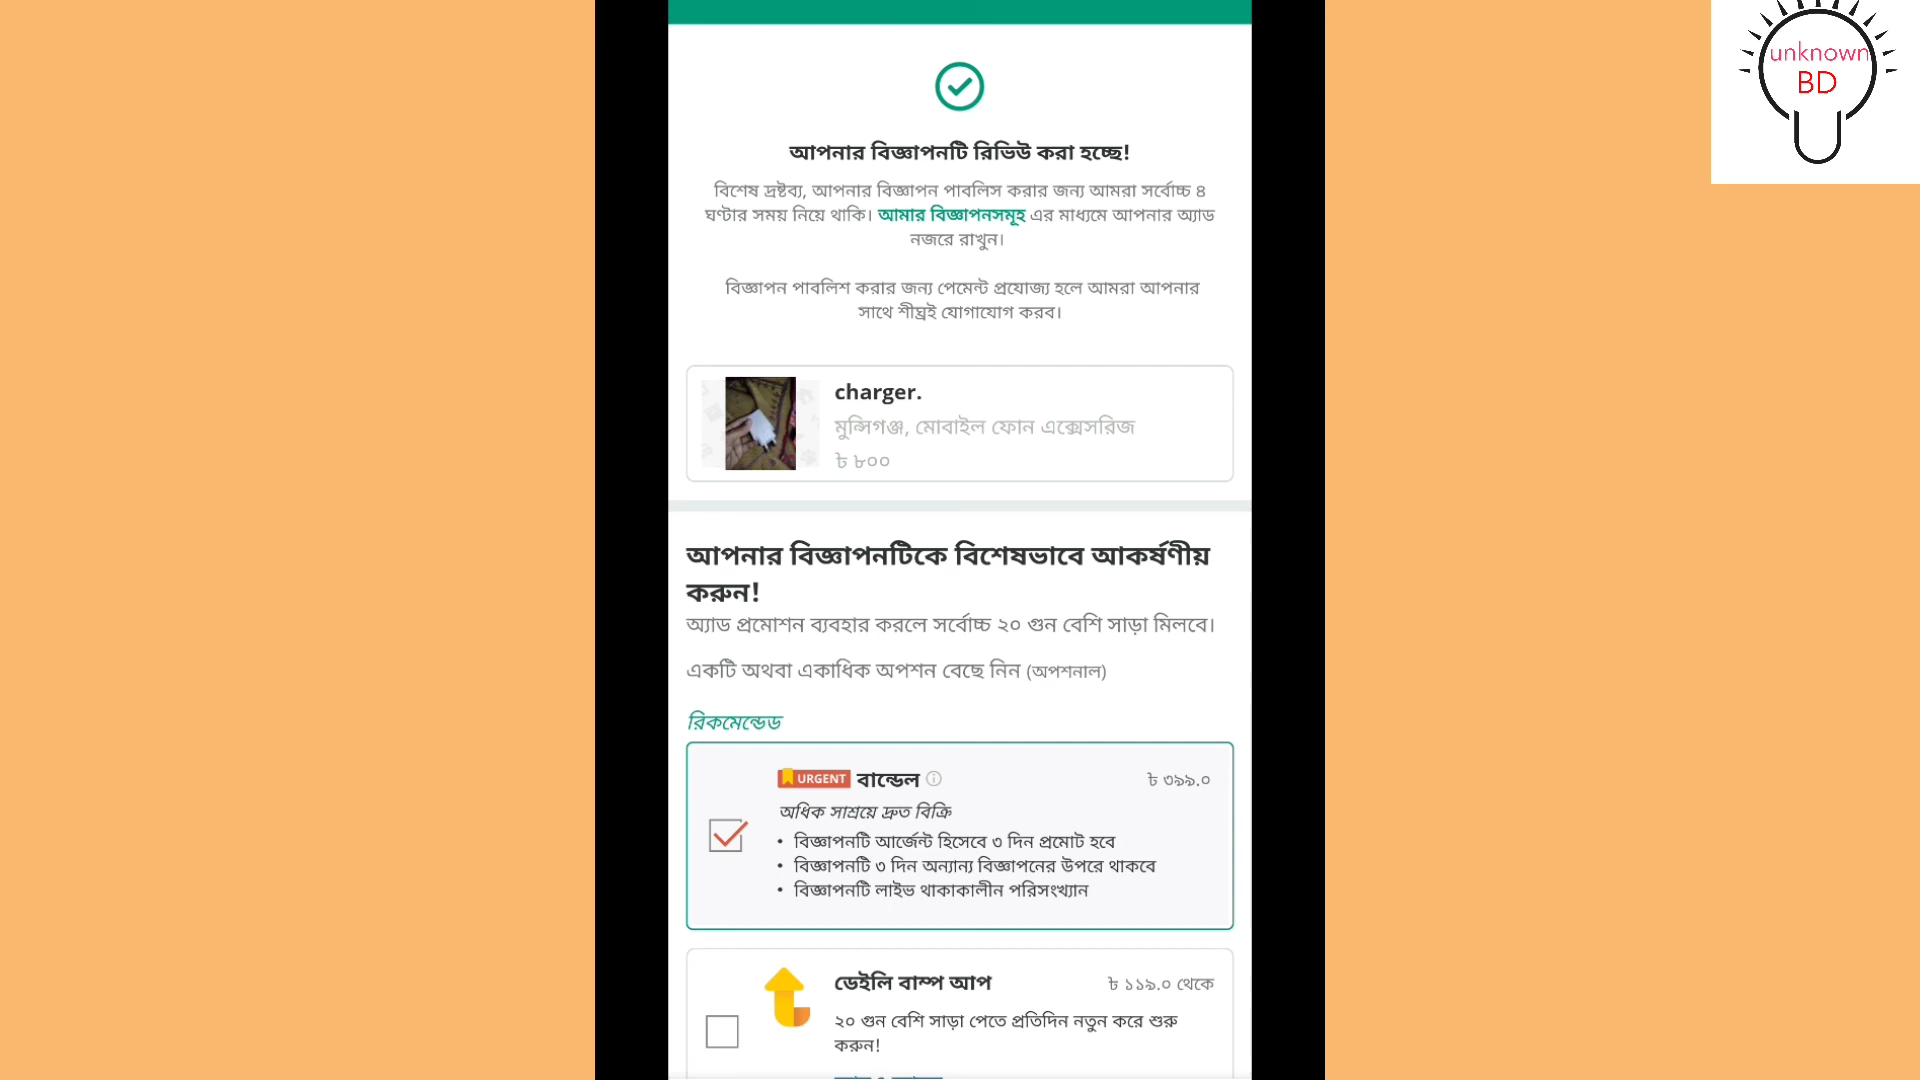 unknown
BD
আপনার বিজ্ঞাপনটি রিভিউ করা হচ্ছে!
বিশেষ দ্রষ্টব্য, আপনার বিজ্ঞাপন পাবলিস করার জন্য আমরা সর্বোচ্চ ৪
ঘণ্টার সময় নিয়ে থাকি। আমার বিজ্ঞাপনসমূহ এর মাধ্যমে আপনার অ্যাড
নজরে রাখুন।
বিজ্ঞাপন পাবলিশ করার জন্য পেমেন্ট প্রযোজ্য হলে আমরা আপনার
সাথে শীঘ্রই যোগাযোগ করব।
charger.
মুন্সিগঞ্জ, মোবাইল ফোন এক্সেসরিজ
৳ ৮০০
আপনার বিজ্ঞাপনটিকে বিশেষভাবে আকর্ষণীয়
করুন!
অ্যাড প্রমোশন ব্যবহার করলে সর্বোচ্চ ২০ গুন বেশি সাড়া মিলবে।
একটি অথবা একাধিক অপশন বেছে নিন (অপশনাল)
রিকমেন্ডেড
URGENT বান্ডেল ৳ ৩৯৯.০
অধিক সাশ্রয়ে দ্রুত বিক্রি
• বিজ্ঞাপনটি আর্জেন্ট হিসেবে ৩ দিন প্রমোট হবে
• বিজ্ঞাপনটি ৩ দিন অন্যান্য বিজ্ঞাপনের উপরে থাকবে
• বিজ্ঞাপনটি লাইভ থাকাকালীন পরিসংখ্যান
ডেইলি বাম্প আপ ৳ ১১৯.০ থেকে
২০ গুন বেশি সাড়া পেতে প্রতিদিন নতুন করে শুরু
করুন!